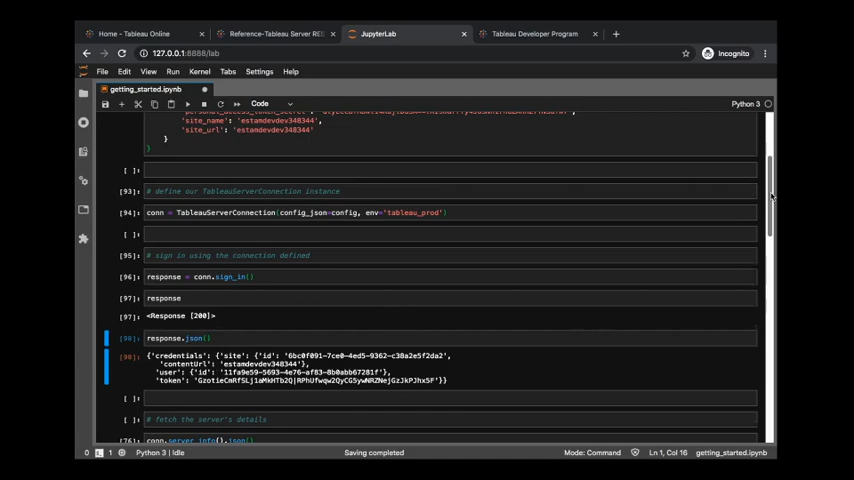 Home - Tableau Online
Reference-Tableau Server RES
JupyterLab
Tableau Developer Program
127.0.0.1:8888/lab
Incognito
File Edit View Run Kernel Tabs Settings Help
getting_started.ipynb
Code
Python 3
'site_name': 'estamdevdev348344',
'site_url': 'estamdevdev348344'
}
}
[ ]:
[93]: # define our TableauServerConnection instance
[94]: conn = TableauServerConnection(config_json=config, env='tableau_prod')
[ ]:
[95]: # sign in using the connection defined
[96]: response = conn.sign_in()
[97]: response
[97]: <Response [200]>
[98]: response.json()
[98]: {'credentials': {'site': {'id': '6bc0f091-7ce0-4ed5-9362-c38a2e5f2da2',
'contentUrl': 'estamdevdev348344'},
'user': {'id': '11fa9e59-5693-4e76-af83-8b0abb67281f'},
'token':
[ ]:
[ ]: # fetch the server's details
[76]: conn.server_info().json()
0 1 Python 3 | Idle Saving completed Mode: Command Ln 1, Col 16 getting_started.ipynb